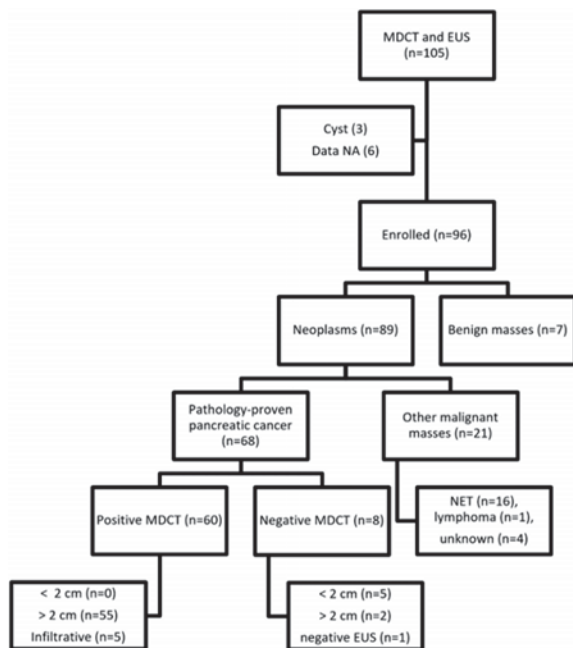 MDCT and EUS
(n=105)
Cyst (3)
Data NA (6)
Enrolled (n=96)
Neoplasms (n=89)
Benign masses (n=7)
Pathology-proven
pancreatic cancer
(n=68)
Other malignant
masses (n=21)
Positive MDCT (n=60)
Negative MDCT (n=8)
NET (n=16),
lymphoma (n=1),
unknown (n=4)
< 2 cm (n=0)
> 2 cm (n=55)
Infiltrative (n=5)
< 2 cm (n=5)
> 2 cm (n=2)
negative EUS (n=1)